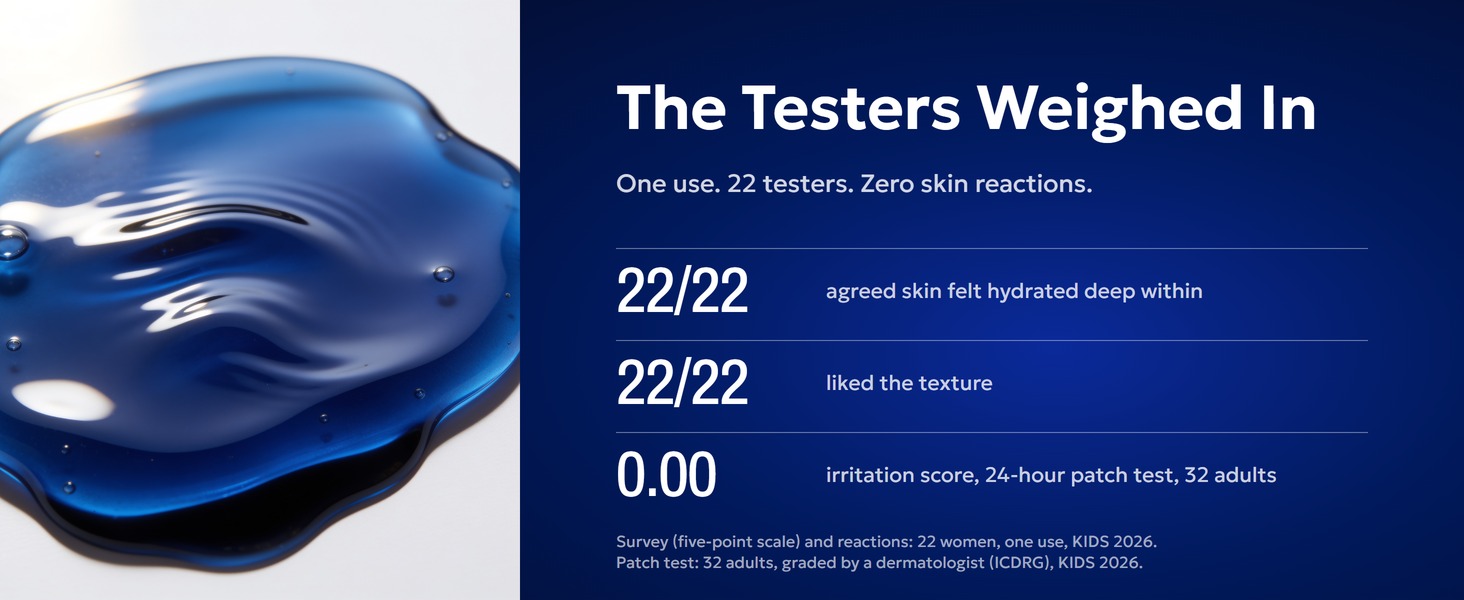 The Testers Weighed In
One use. 22 testers. Zero skin reactions.
22/22 agreed skin felt hydrated deep within
22/22 liked the texture
0.00 irritation score, 24-hour patch test, 32 adults
Survey (five-point scale) and reactions: 22 women, one use, KIDS 2026.
Patch test: 32 adults, graded by a dermatologist (ICDRG), KIDS 2026.